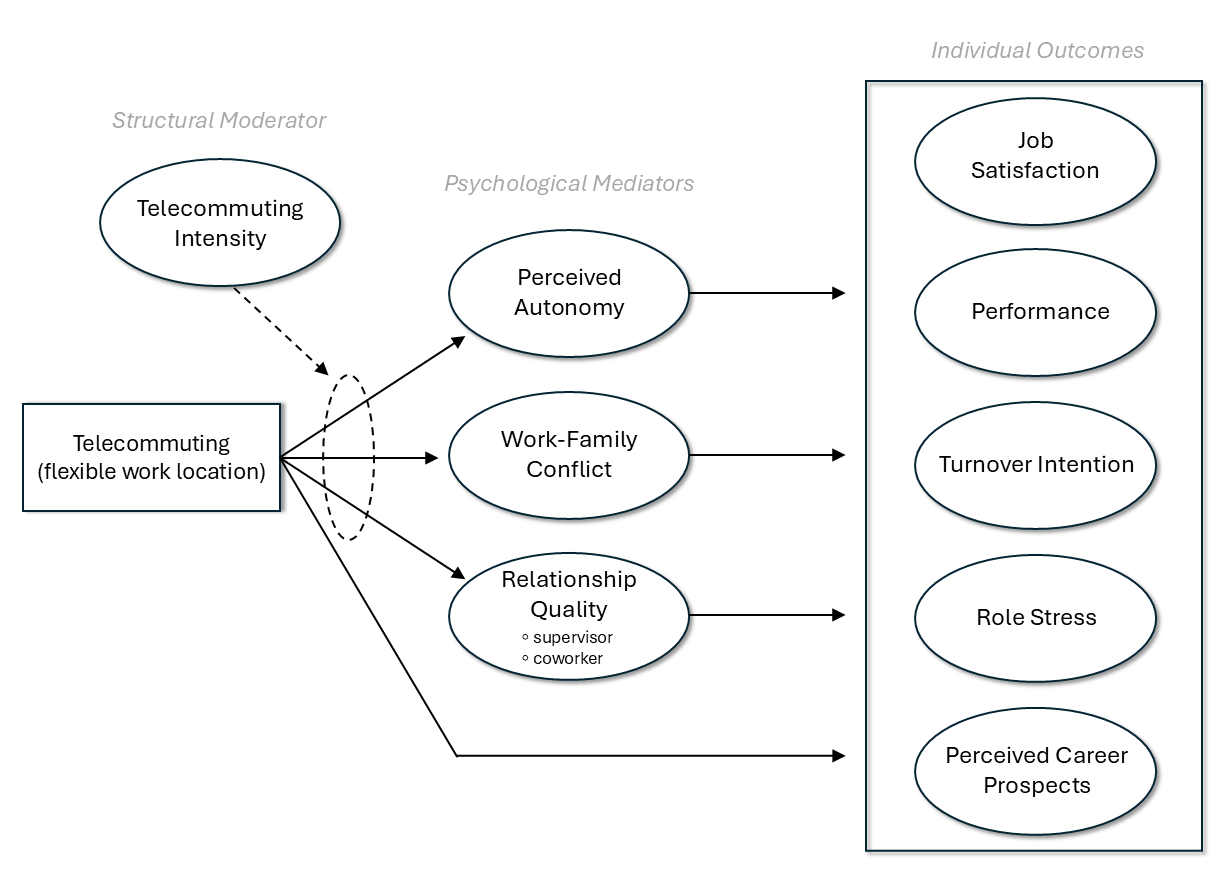 Individual Outcomes
Structural Moderator
Telecommuting
Intensity
Psychological Mediators
Telecommuting
(flexible work location)
Perceived
Autonomy
Work-Family
Conflict
Relationship
Quality
◦ supervisor
◦ coworker
Job
Satisfaction
Performance
Turnover Intention
Role Stress
Perceived Career
Prospects